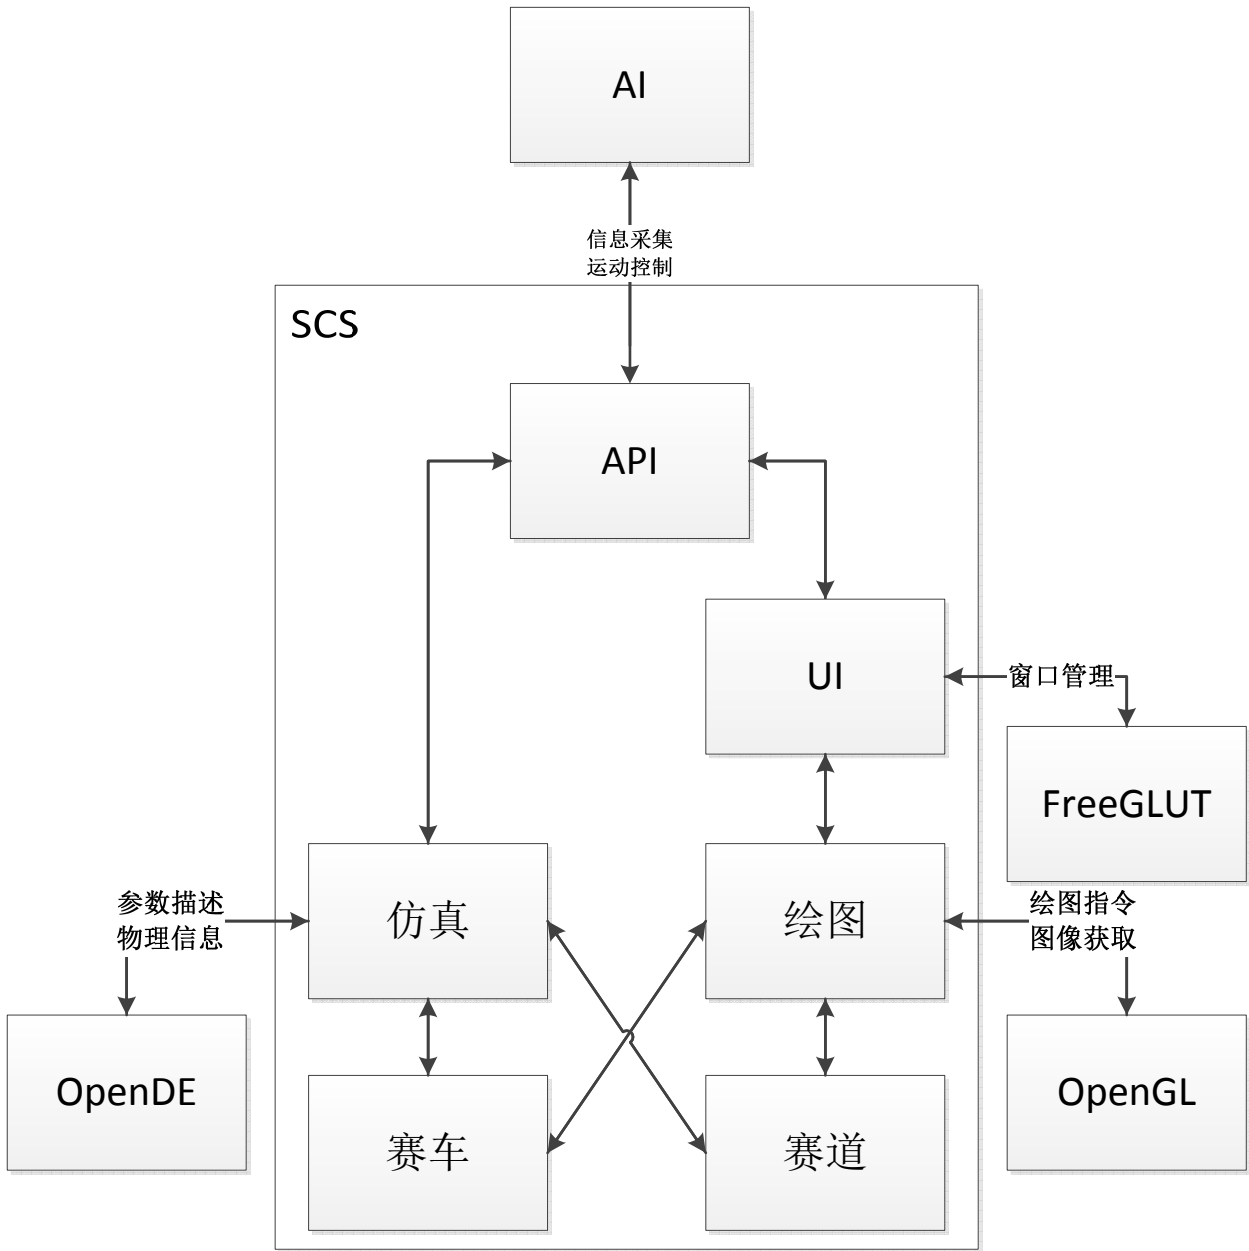 AI
信息采集
运动控制
SCS
API
UI
窗口管理
FreeGLUT
参数描述
物理信息
仿真
绘图
绘图指令
图像获取
OpenDE
赛车
赛道
OpenGL